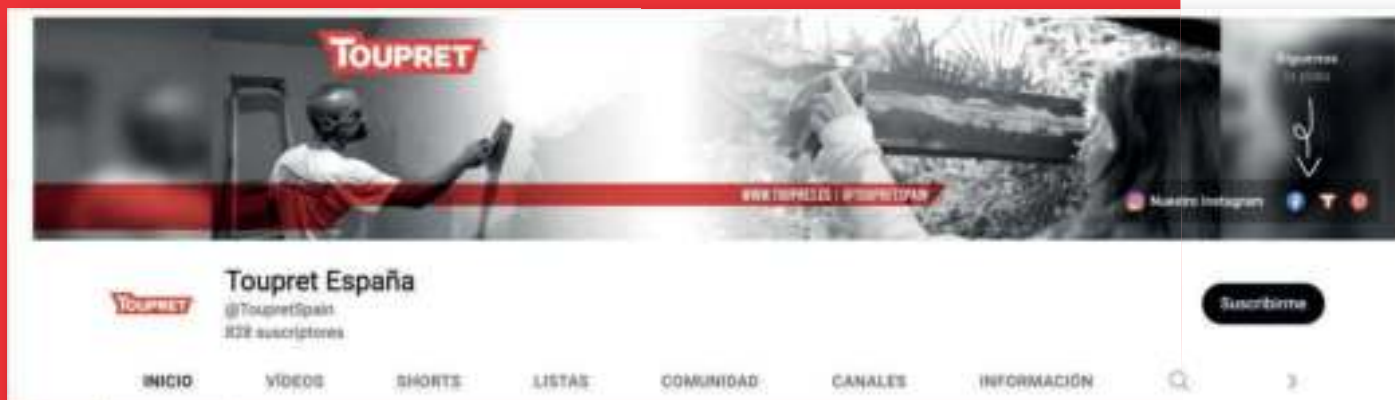 TOUPRET
Síguenos
WWW.TOUPRET.ES | @TOUPRETSPAIN
Nuestro Instagram
TOUPRET
Toupret España
@ToupretSpain
828 suscriptores
Suscribirme
INICIO VÍDEOS SHORTS LISTAS COMUNIDAD CANALES INFORMACIÓN